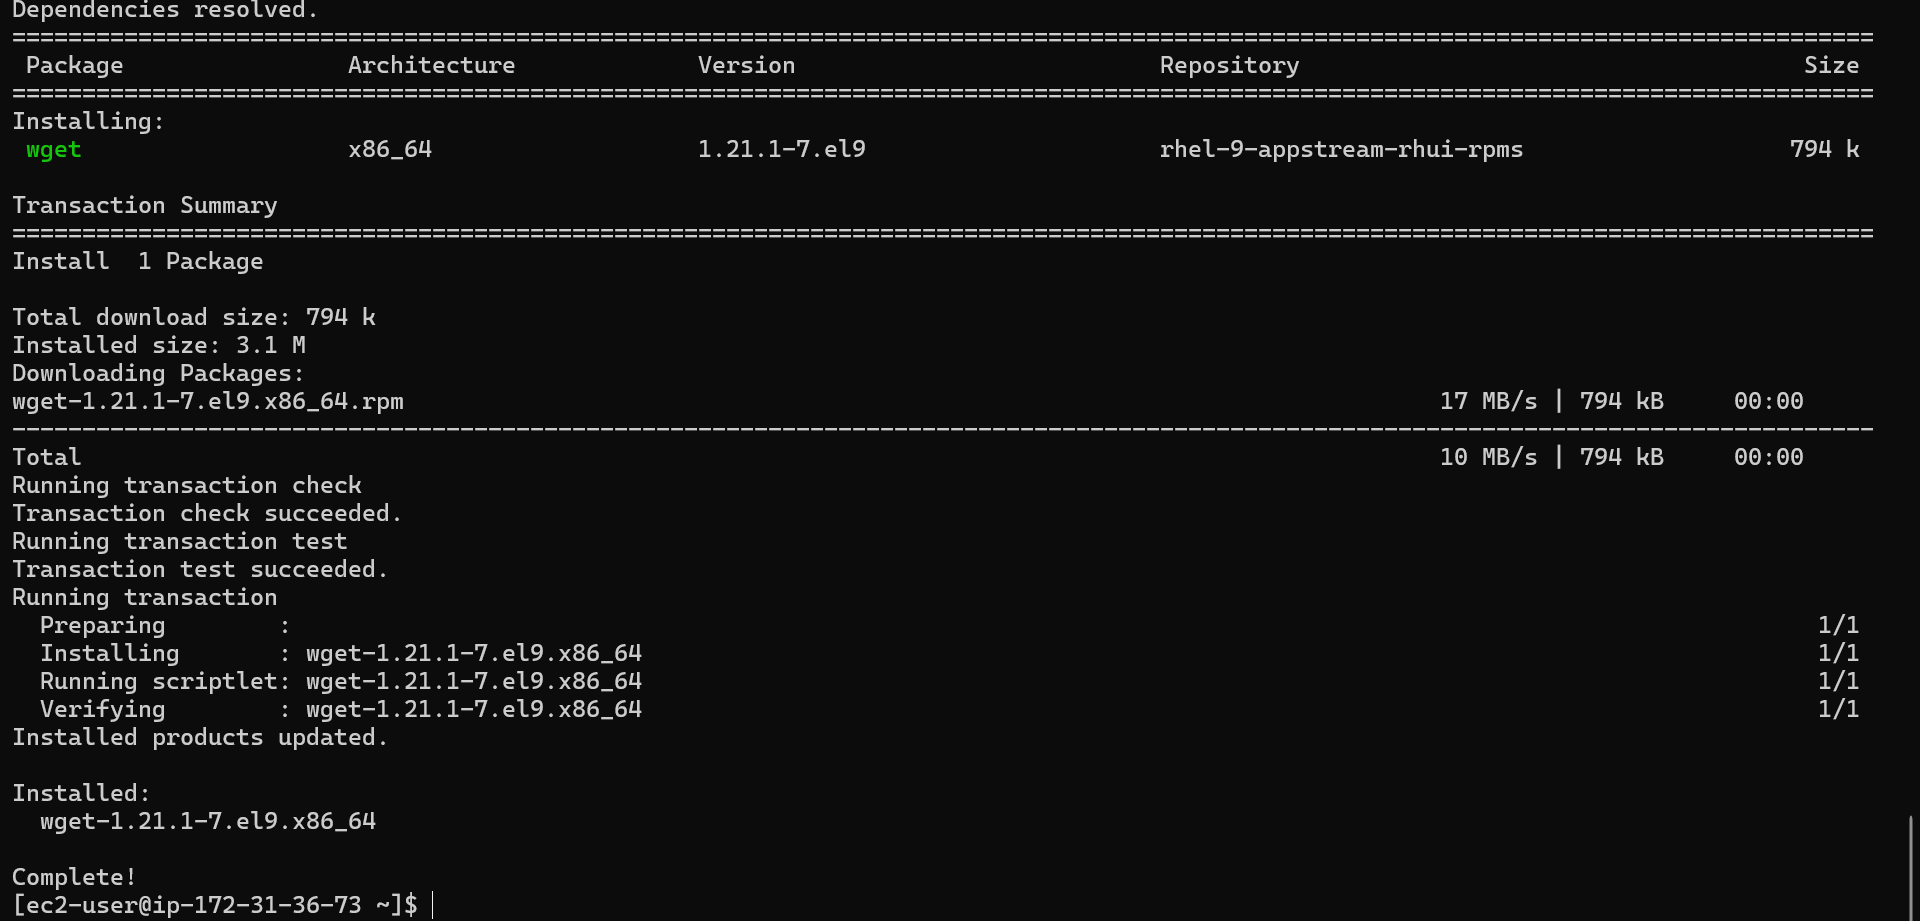 Dependencies resolved.
=====================================================================================================================================
Package Architecture Version Repository Size
=====================================================================================================================================
Installing:
wget x86_64 1.21.1-7.el9 rhel-9-appstream-rhui-rpms 794 k
Transaction Summary
=====================================================================================================================================
Install 1 Package
Total download size: 794 k
Installed size: 3.1 M
Downloading Packages:
wget-1.21.1-7.el9.x86_64.rpm 17 MB/s | 794 kB 00:00
-------------------------------------------------------------------------------------------------------------------------------------
Total 10 MB/s | 794 kB 00:00
Running transaction check
Transaction check succeeded.
Running transaction test
Transaction test succeeded.
Running transaction
Preparing : 1/1
Installing : wget-1.21.1-7.el9.x86_64 1/1
Running scriptlet: wget-1.21.1-7.el9.x86_64 1/1
Verifying : wget-1.21.1-7.el9.x86_64 1/1
Installed products updated.
Installed:
wget-1.21.1-7.el9.x86_64
Complete!
[ec2-user@ip-172-31-36-73 ~]$